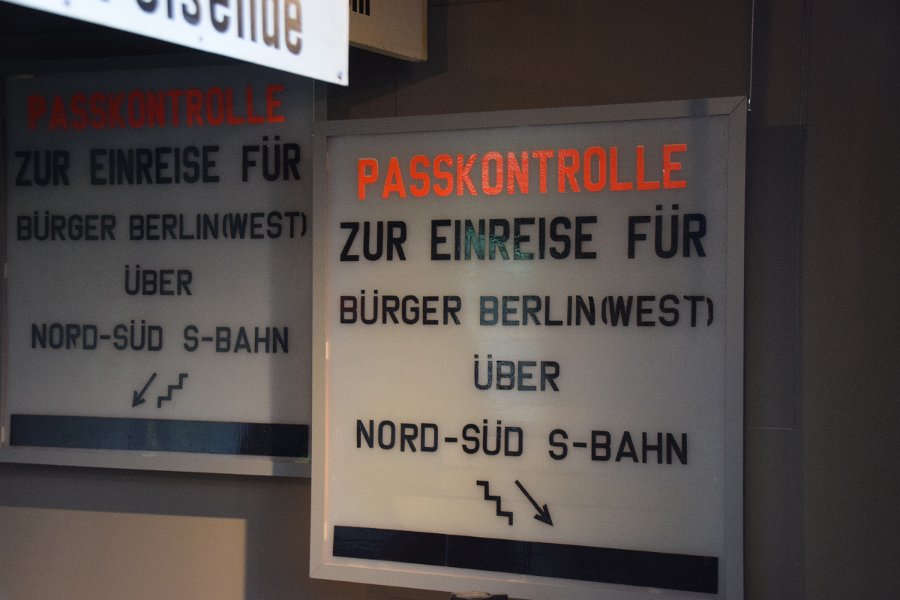 PASSKONTROLLE
ZUR EINREISE FÜR
BÜRGER BERLIN(WEST)
ÜBER
NORD-SÜD S-BAHN
PASSKONTROLLE
ZUR EINREISE FÜR
BÜRGER BERLIN(WEST)
ÜBER
NORD-SÜD S-BAHN